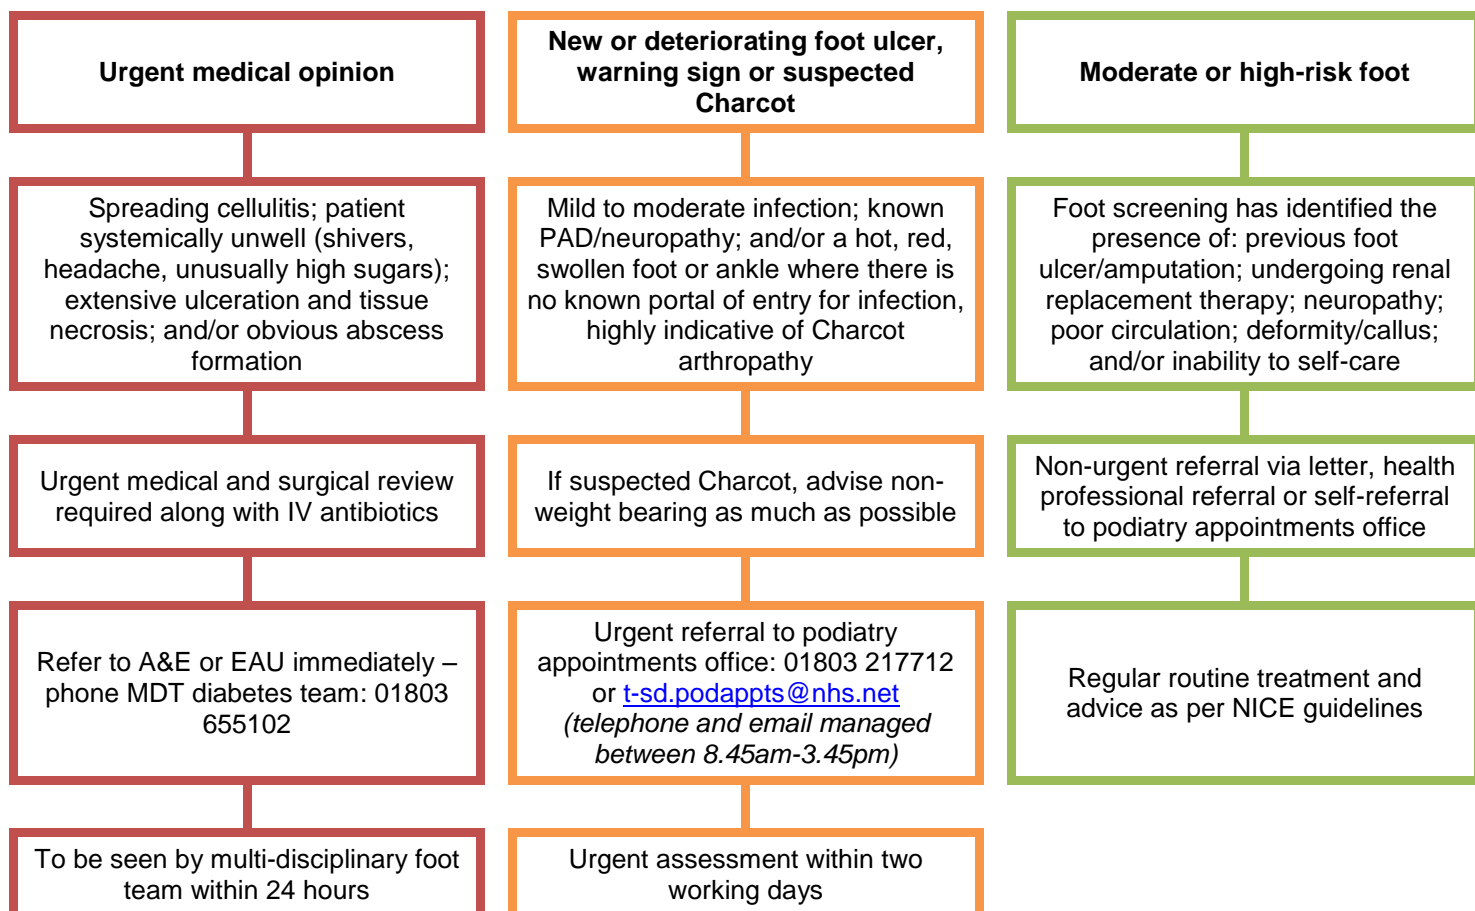 Urgent medical opinion
Spreading cellulitis; patient
systemically unwell (shivers,
headache, unusually high sugars);
extensive ulceration and tissue
necrosis; and/or obvious abscess
formation
Urgent medical and surgical review
required along with IV antibiotics
Refer to A&E or EAU immediately –
phone MDT diabetes team: 01803
655102
To be seen by multi-disciplinary foot
team within 24 hours
New or deteriorating foot ulcer,
warning sign or suspected
Charcot
Mild to moderate infection; known
PAD/neuropathy; and/or a hot, red,
swollen foot or ankle where there is
no known portal of entry for infection,
highly indicative of Charcot
arthropathy
If suspected Charcot, advise non-
weight bearing as much as possible
Urgent referral to podiatry
appointments office: 01803 217712
or t-sd.podappts@nhs.net
(telephone and email managed
between 8.45am-3.45pm)
Urgent assessment within two
working days
Moderate or high-risk foot
Foot screening has identified the
presence of: previous foot
ulcer/amputation; undergoing renal
replacement therapy; neuropathy;
poor circulation; deformity/callus;
and/or inability to self-care
Non-urgent referral via letter, health
professional referral or self-referral
to podiatry appointments office
Regular routine treatment and
advice as per NICE guidelines